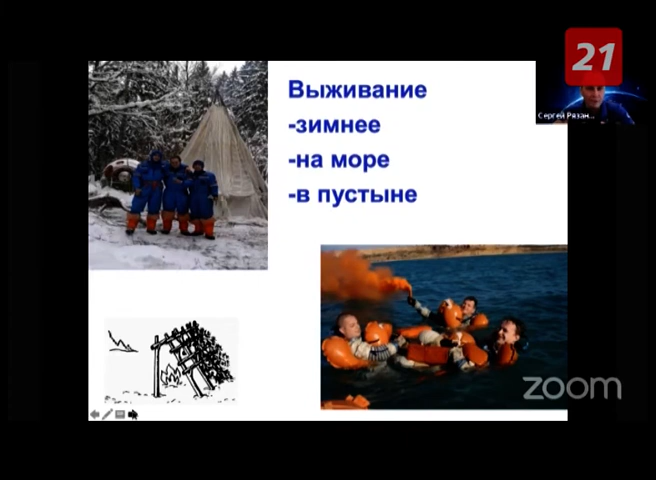 21
Выживание
-зимнее
-на море
-в пустыне
Сергей Рязан...
zoom